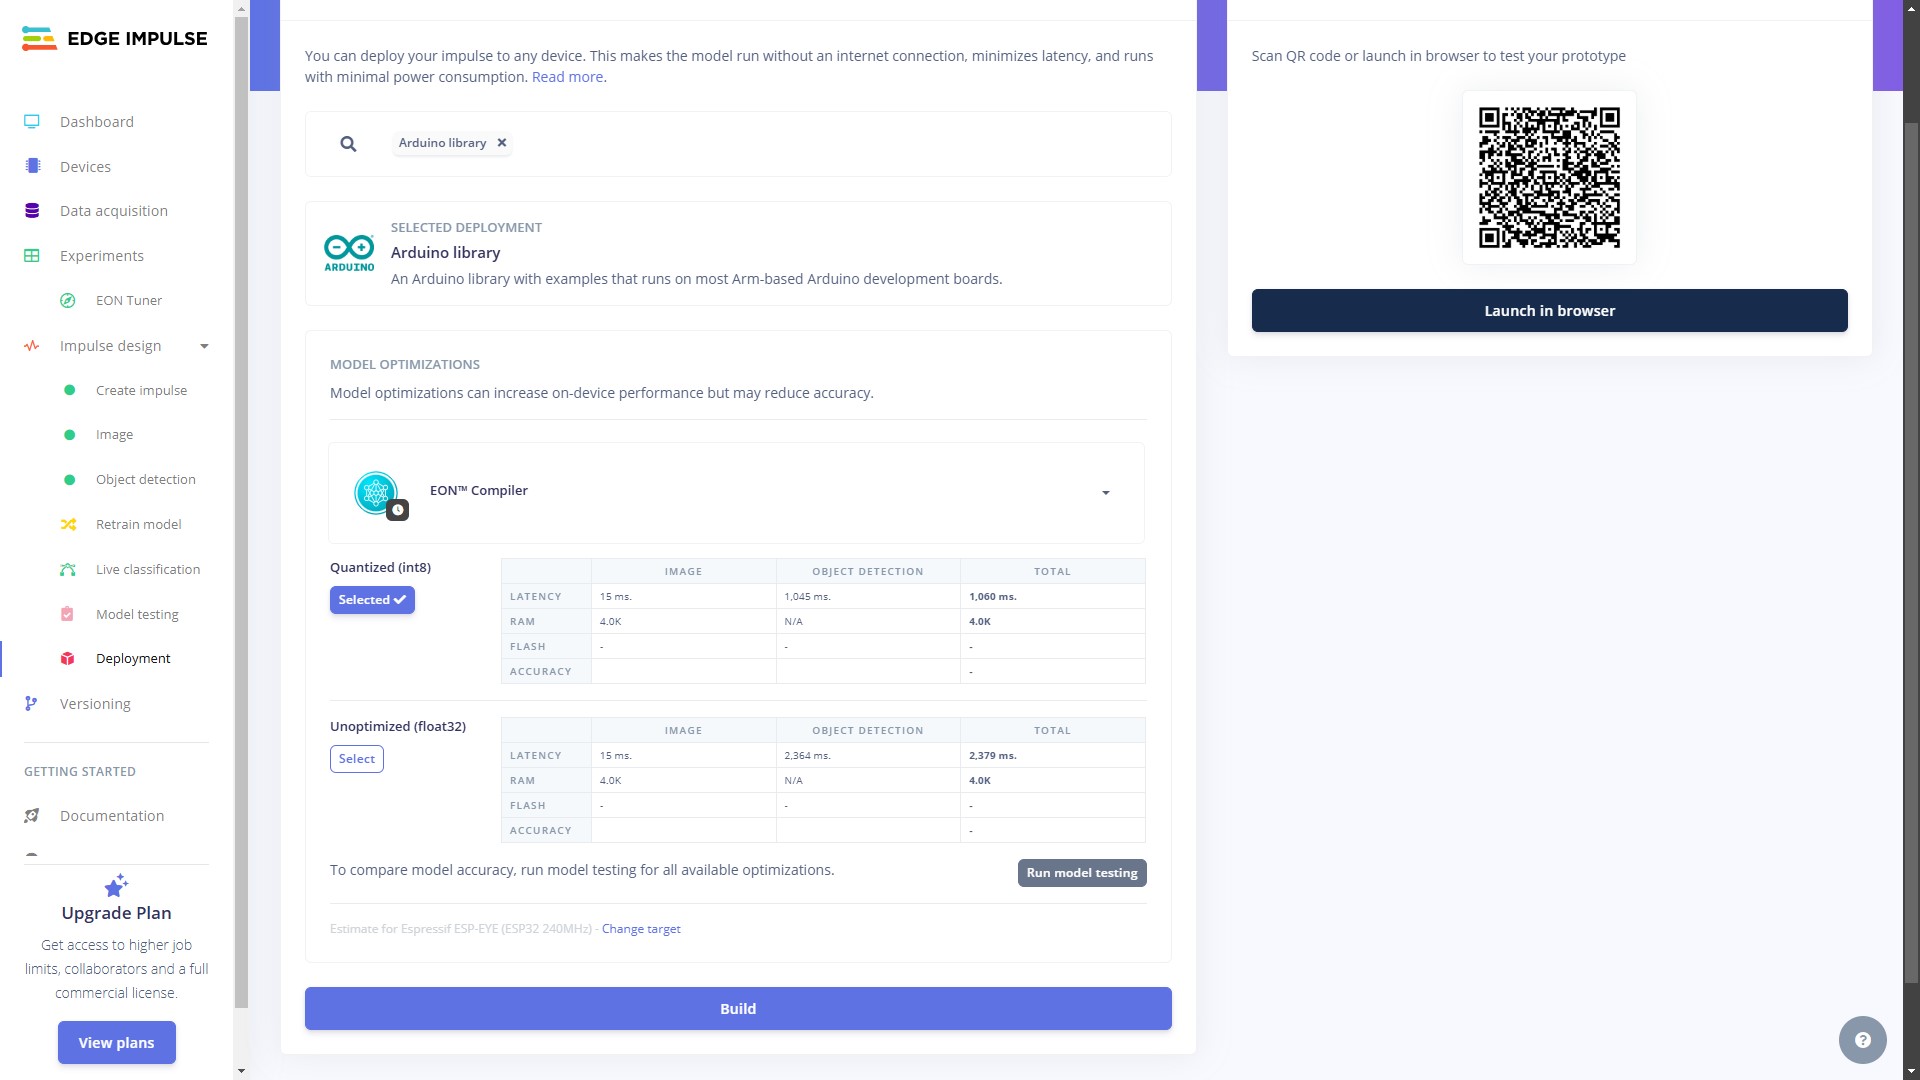 EDGE IMPULSE
Dashboard
Devices
Data acquisition
Experiments
EON Tuner
Impulse design
Create impulse
Image
Object detection
Retrain model
Live classification
Model testing
Deployment
Versioning
GETTING STARTED
Documentation
Upgrade Plan
Get access to higher job
limits, collaborators and a full
commercial license.
View plans
You can deploy your impulse to any device. This makes the model run without an internet connection, minimizes latency, and runs
with minimal power consumption. Read more.
Arduino library ×
SELECTED DEPLOYMENT
Arduino library
An Arduino library with examples that runs on most Arm-based Arduino development boards.
ARDUINO
MODEL OPTIMIZATIONS
Model optimizations can increase on-device performance but may reduce accuracy.
EON™ Compiler
Quantized (int8)
Selected
IMAGE OBJECT DETECTION TOTAL
LATENCY 15 ms. 1,045 ms. 1,060 ms.
RAM 4.0K N/A 4.0K
FLASH - - -
ACCURACY -
Unoptimized (float32)
Select
IMAGE OBJECT DETECTION TOTAL
LATENCY 15 ms. 2,364 ms. 2,379 ms.
RAM 4.0K N/A 4.0K
FLASH - - -
ACCURACY -
To compare model accuracy, run model testing for all available optimizations.
Run model testing
Estimate for Espressif ESP-EYE (ESP32 240MHz) - Change target
Build
Scan QR code or launch in browser to test your prototype
Launch in browser
?